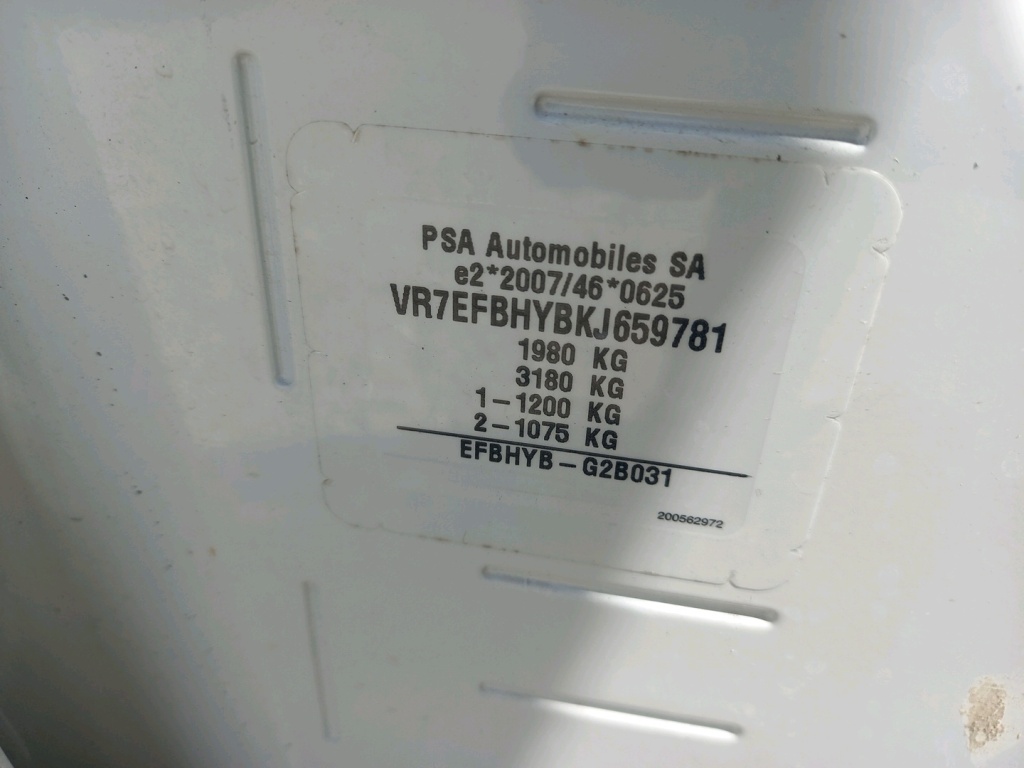 PSA Automobiles SA
e2*2007/46*0625
VR7EFBHYBKJ659781
1980 KG
3180 KG
1-1200 KG
2-1075 KG
EFBHYB-G2B031
200562972